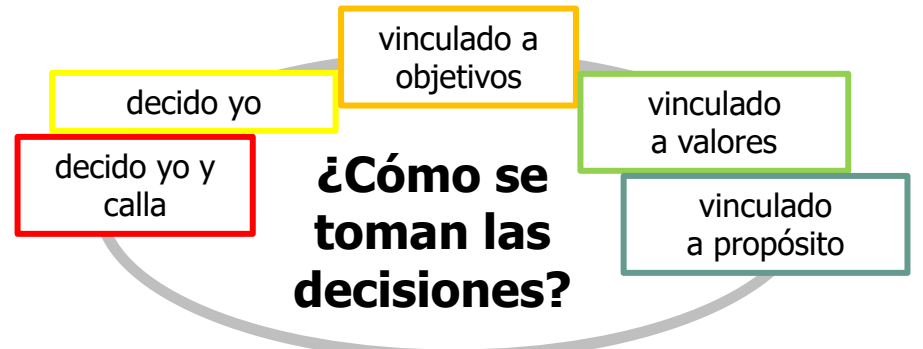 vinculado a
objetivos
decido yo
vinculado
a valores
decido yo y
calla
¿Cómo se
toman las
decisiones?
vinculado
a propósito